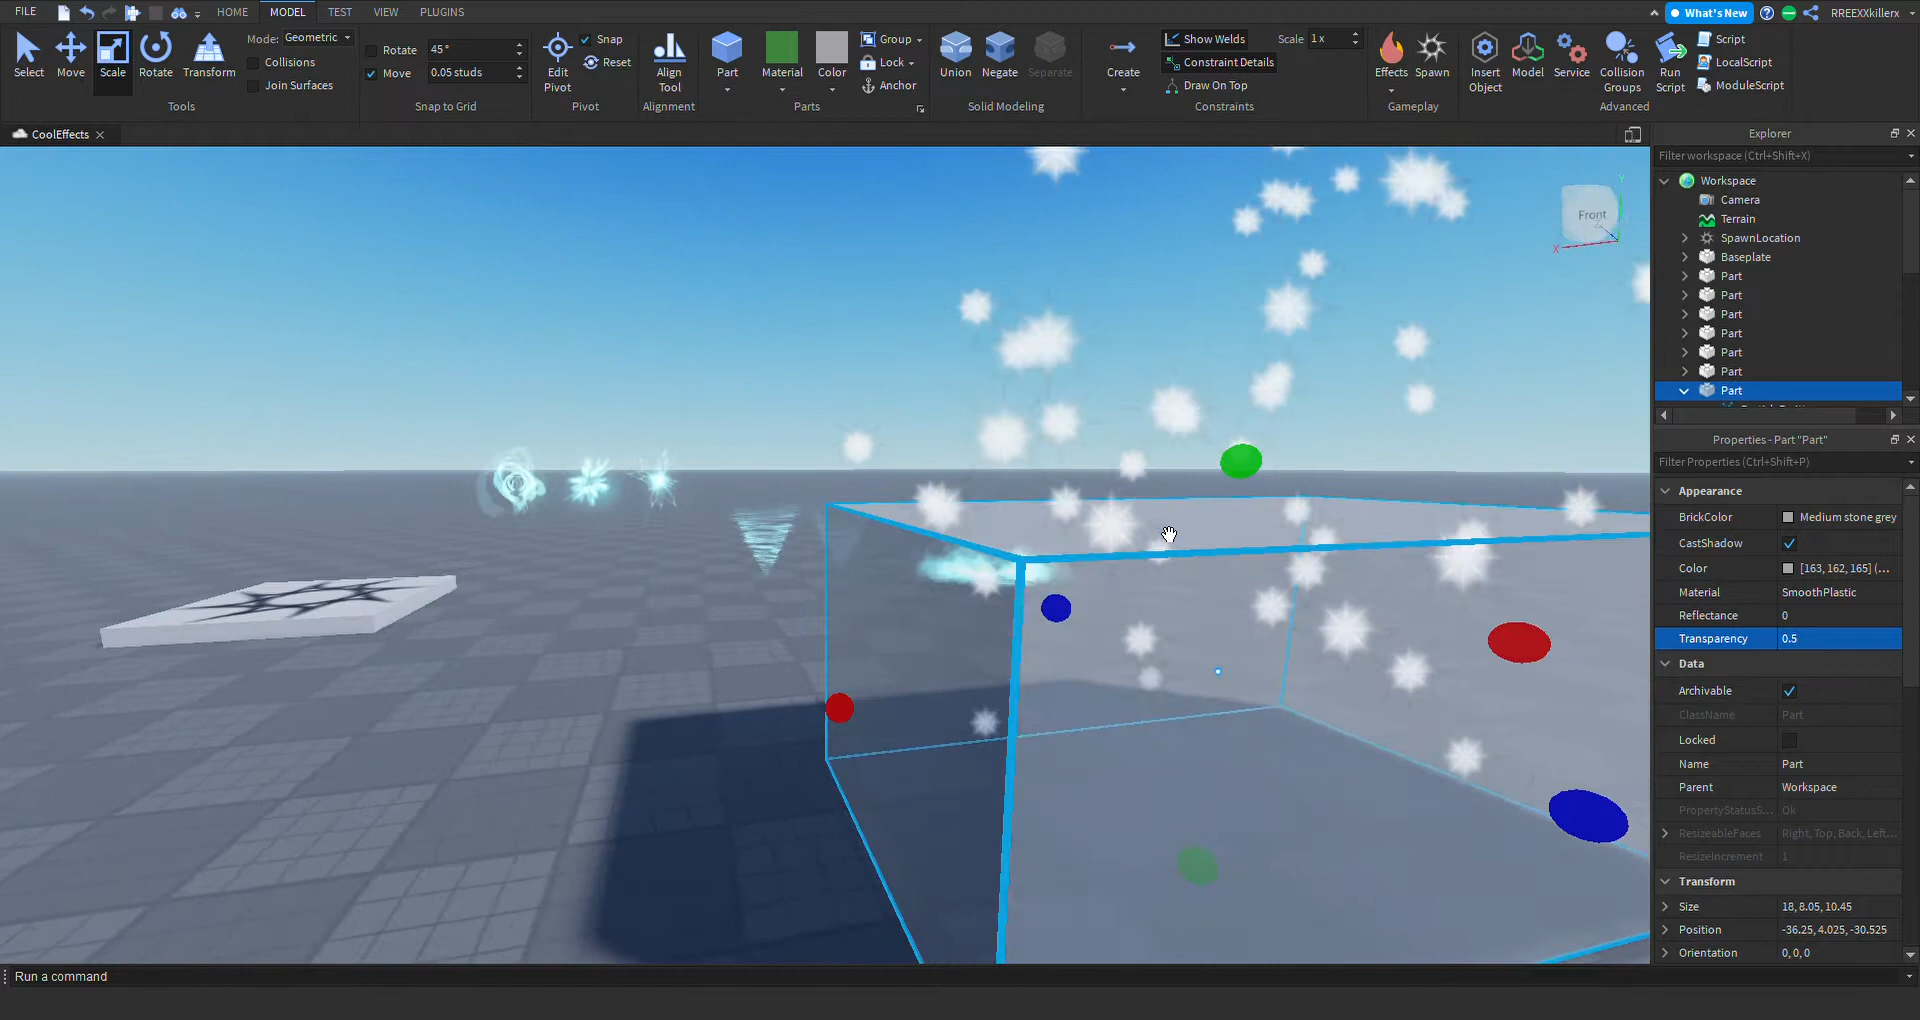 FILE HOME MODEL TEST VIEW PLUGINS What's New RREEXXkillerx
Select Move Scale Rotate Transform
Mode: Geometric
Collisions
Join Surfaces
Tools
Rotate 45°
Move 0.05 studs
Snap to Grid
Edit Pivot
Snap
Reset
Pivot
Align Tool
Alignment
Part Material Color
Group
Lock
Anchor
Parts
Union Negate Separate
Solid Modeling
Create
Show Welds Scale 1 x
Constraint Details
Draw On Top
Constraints
Effects Spawn
Gameplay
Insert Object Model Service Collision Groups Run Script
Script
LocalScript
ModuleScript
Advanced
CoolEffects
Front
X
Y
Explorer
Filter workspace (Ctrl+Shift+X)
Workspace
Camera
Terrain
SpawnLocation
Baseplate
Part
Part
Part
Part
Part
Part
Part
Properties - Part "Part"
Filter Properties (Ctrl+Shift+P)
Appearance
BrickColor Medium stone grey
CastShadow
Color [163, 162, 165] (...
Material SmoothPlastic
Reflectance 0
Transparency 0.5
Data
Archivable
ClassName Part
Locked
Name Part
Parent Workspace
PropertyStatusS... Ok
ResizeableFaces Right, Top, Back, Left...
ResizeIncrement 1
Transform
Size 18, 8.05, 10.45
Position -36.25, 4.025, -30.525
Orientation 0, 0, 0
Run a command